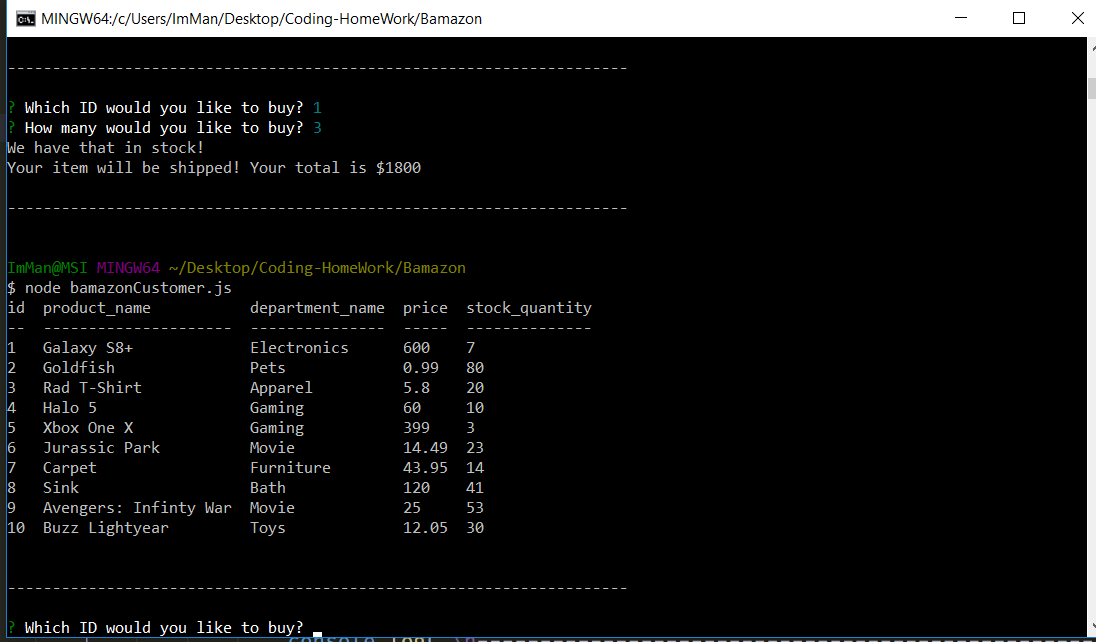 MINGW64:/c/Users/ImMan/Desktop/Coding-HomeWork/Bamazon
---------------------------------------------------------------------
? Which ID would you like to buy? 1
? How many would you like to buy? 3
We have that in stock!
Your item will be shipped! Your total is $1800
---------------------------------------------------------------------
ImMan@MSI MINGW64 ~/Desktop/Coding-HomeWork/Bamazon
$ node bamazonCustomer.js
id  product_name           department_name  price  stock_quantity
--  ---------------------  ---------------  -----  --------------
1   Galaxy S8+             Electronics      600    7
2   Goldfish               Pets             0.99   80
3   Rad T-Shirt            Apparel          5.8    20
4   Halo 5                 Gaming           60     10
5   Xbox One X             Gaming           399    3
6   Jurassic Park          Movie            14.49  23
7   Carpet                 Furniture        43.95  14
8   Sink                   Bath             120    41
9   Avengers: Infinty War  Movie            25     53
10  Buzz Lightyear         Toys             12.05  30
---------------------------------------------------------------------
? Which ID would you like to buy?